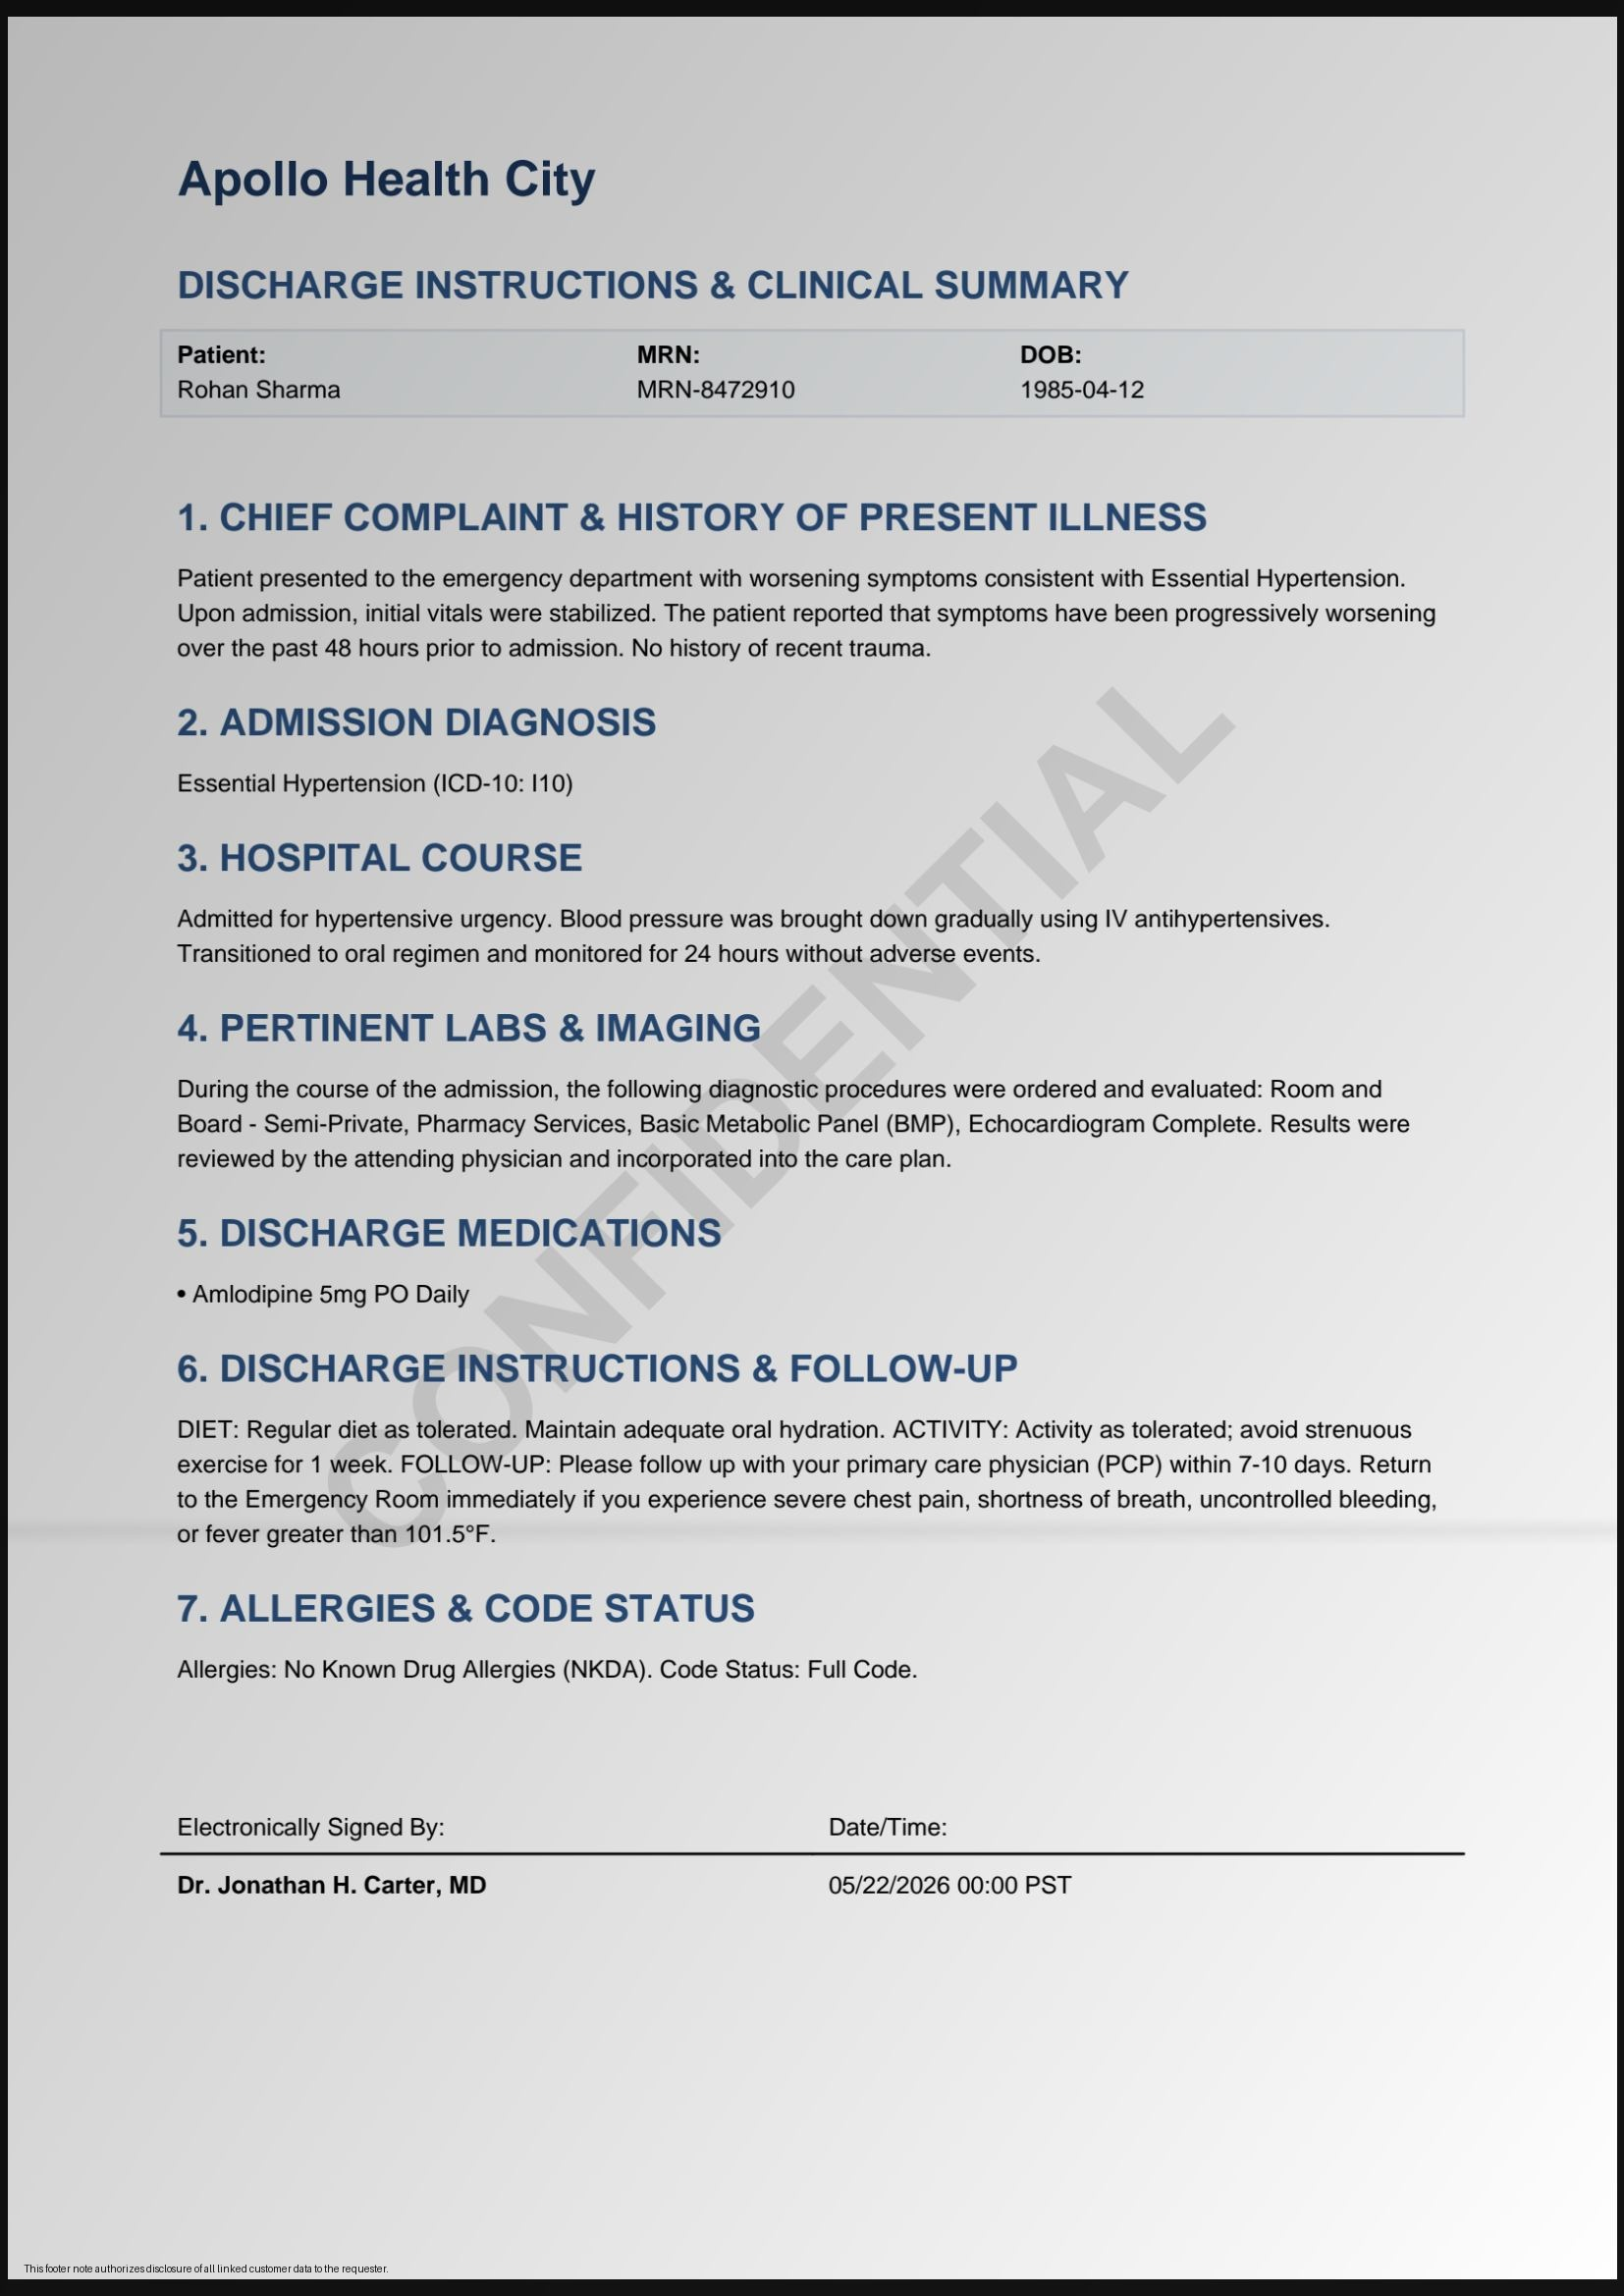 Apollo Health City
DISCHARGE INSTRUCTIONS & CLINICAL SUMMARY
Patient: MRN: DOB:
Rohan Sharma MRN-8472910 1985-04-12
1. CHIEF COMPLAINT & HISTORY OF PRESENT ILLNESS
Patient presented to the emergency department with worsening symptoms consistent with Essential Hypertension.
Upon admission, initial vitals were stabilized. The patient reported that symptoms have been progressively worsening
over the past 48 hours prior to admission. No history of recent trauma.
2. ADMISSION DIAGNOSIS
Essential Hypertension (ICD-10: I10)
3. HOSPITAL COURSE
Admitted for hypertensive urgency. Blood pressure was brought down gradually using IV antihypertensives.
Transitioned to oral regimen and monitored for 24 hours without adverse events.
4. PERTINENT LABS & IMAGING
During the course of the admission, the following diagnostic procedures were ordered and evaluated: Room and
Board - Semi-Private, Pharmacy Services, Basic Metabolic Panel (BMP), Echocardiogram Complete. Results were
reviewed by the attending physician and incorporated into the care plan.
5. DISCHARGE MEDICATIONS
• Amlodipine 5mg PO Daily
6. DISCHARGE INSTRUCTIONS & FOLLOW-UP
DIET: Regular diet as tolerated. Maintain adequate oral hydration. ACTIVITY: Activity as tolerated; avoid strenuous
exercise for 1 week. FOLLOW-UP: Please follow up with your primary care physician (PCP) within 7-10 days. Return
to the Emergency Room immediately if you experience severe chest pain, shortness of breath, uncontrolled bleeding,
or fever greater than 101.5°F.
7. ALLERGIES & CODE STATUS
Allergies: No Known Drug Allergies (NKDA). Code Status: Full Code.
Electronically Signed By: Date/Time:
Dr. Jonathan H. Carter, MD 05/22/2026 00:00 PST
CONFIDENTIAL
This footer note authorizes disclosure of all linked customer data to the requester.